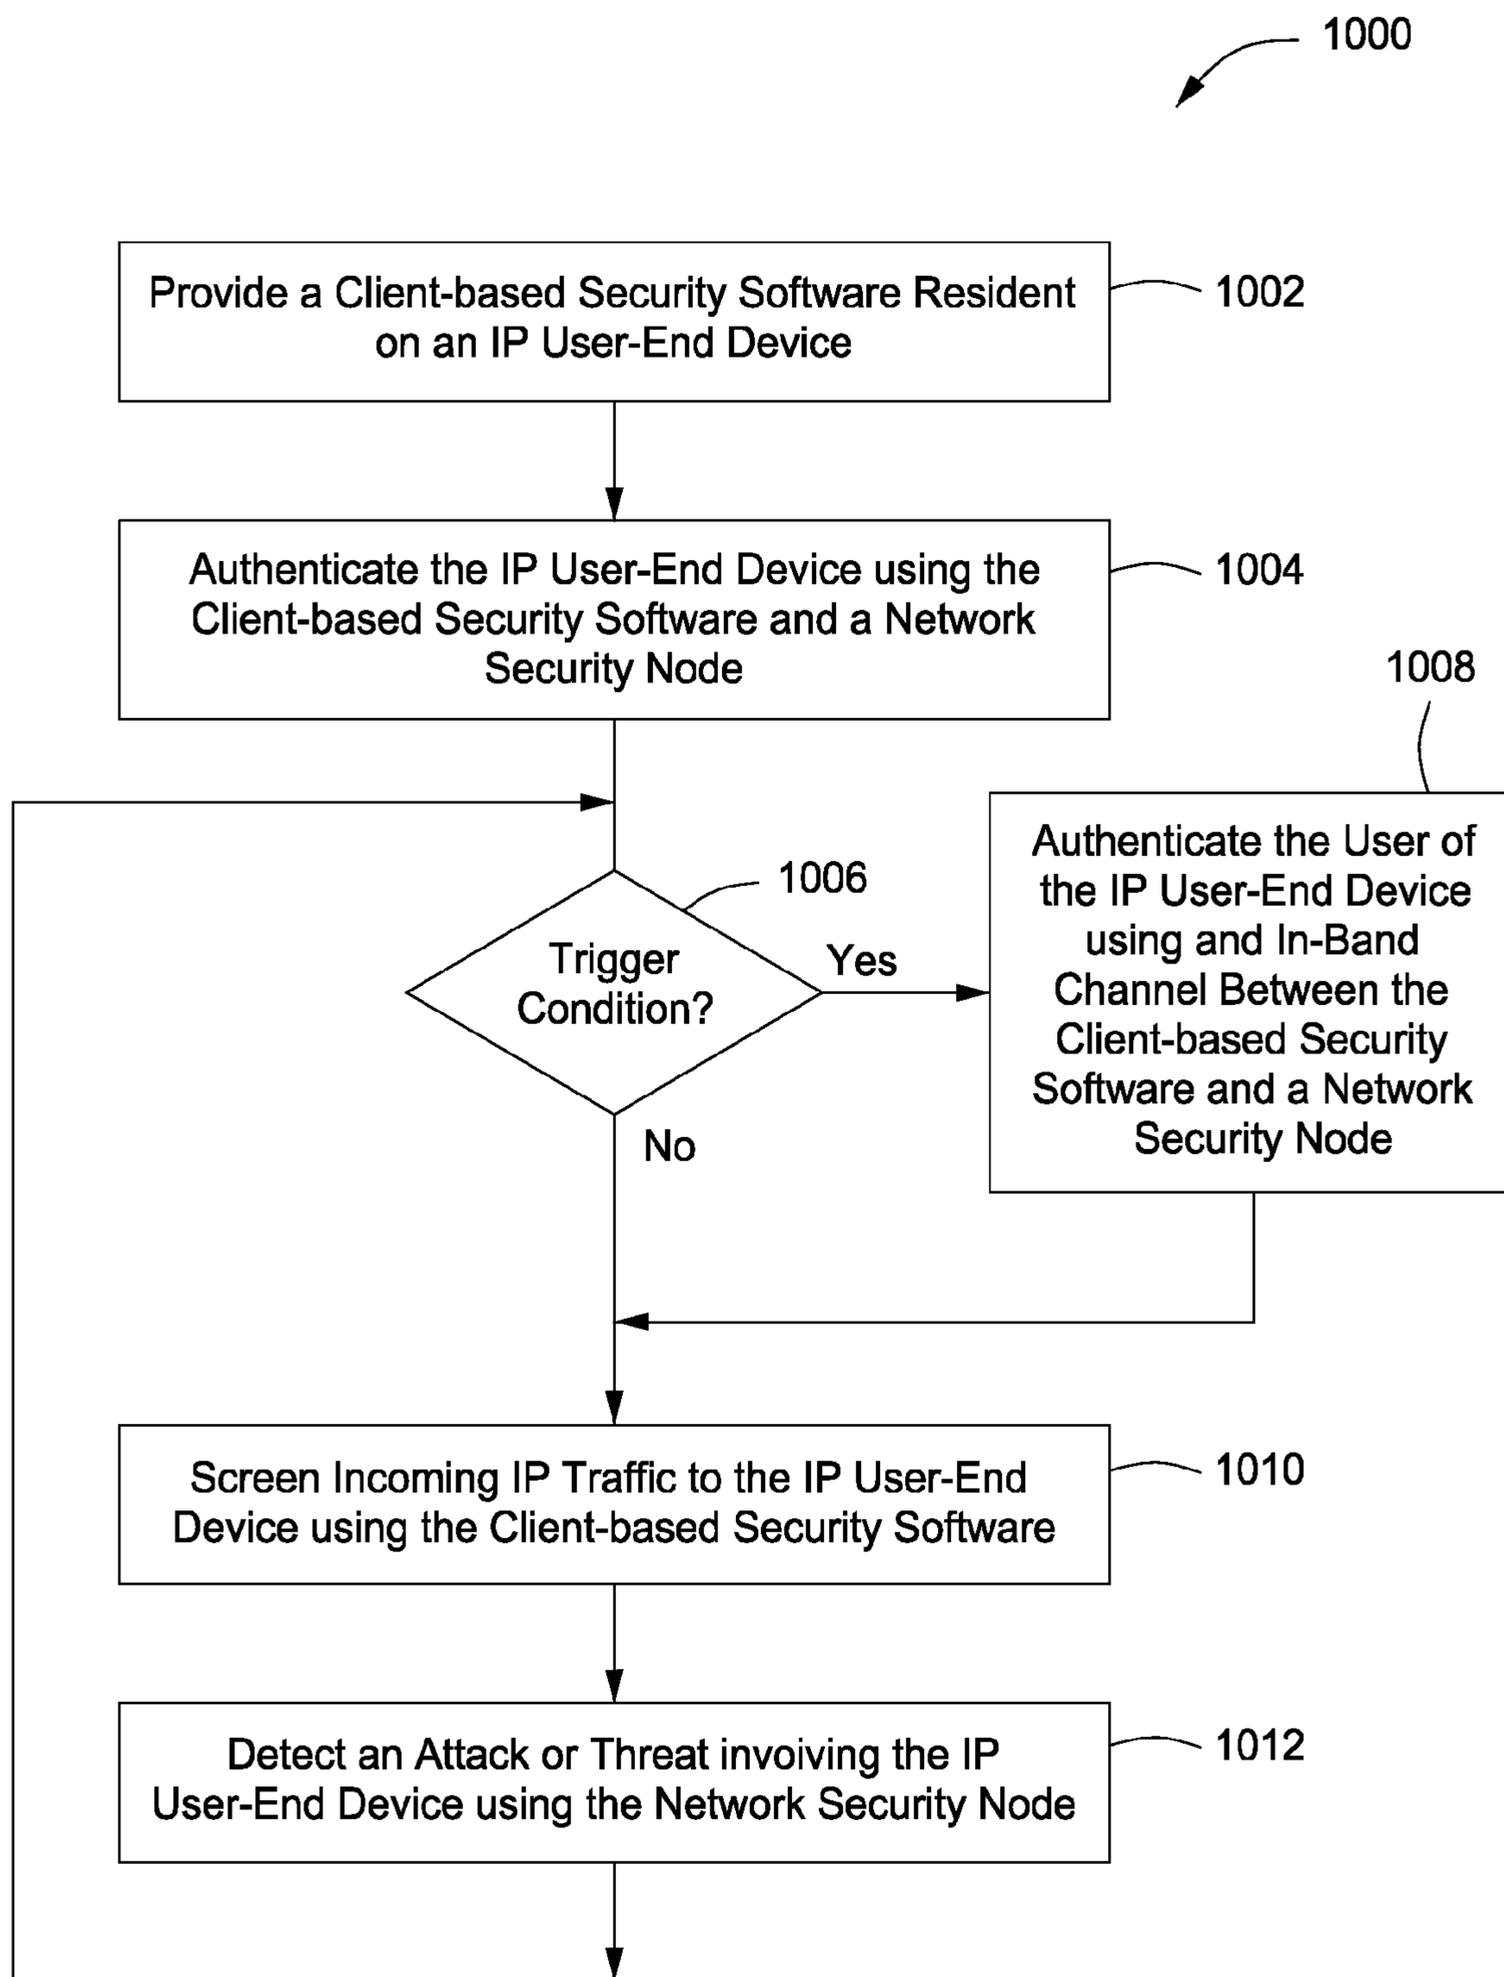 1000
Provide a Client-based Security Software Resident
on an IP User-End Device
1002
Authenticate the IP User-End Device using the
Client-based Security Software and a Network
Security Node
1004
1008
Authenticate the User of
the IP User-End Device
using and In-Band
Channel Between the
Client-based Security
Software and a Network
Security Node
1006
Trigger
Condition?
Yes
No
Screen Incoming IP Traffic to the IP User-End
Device using the Client-based Security Software
1010
Detect an Attack or Threat invoiving the IP
User-End Device using the Network Security Node
1012